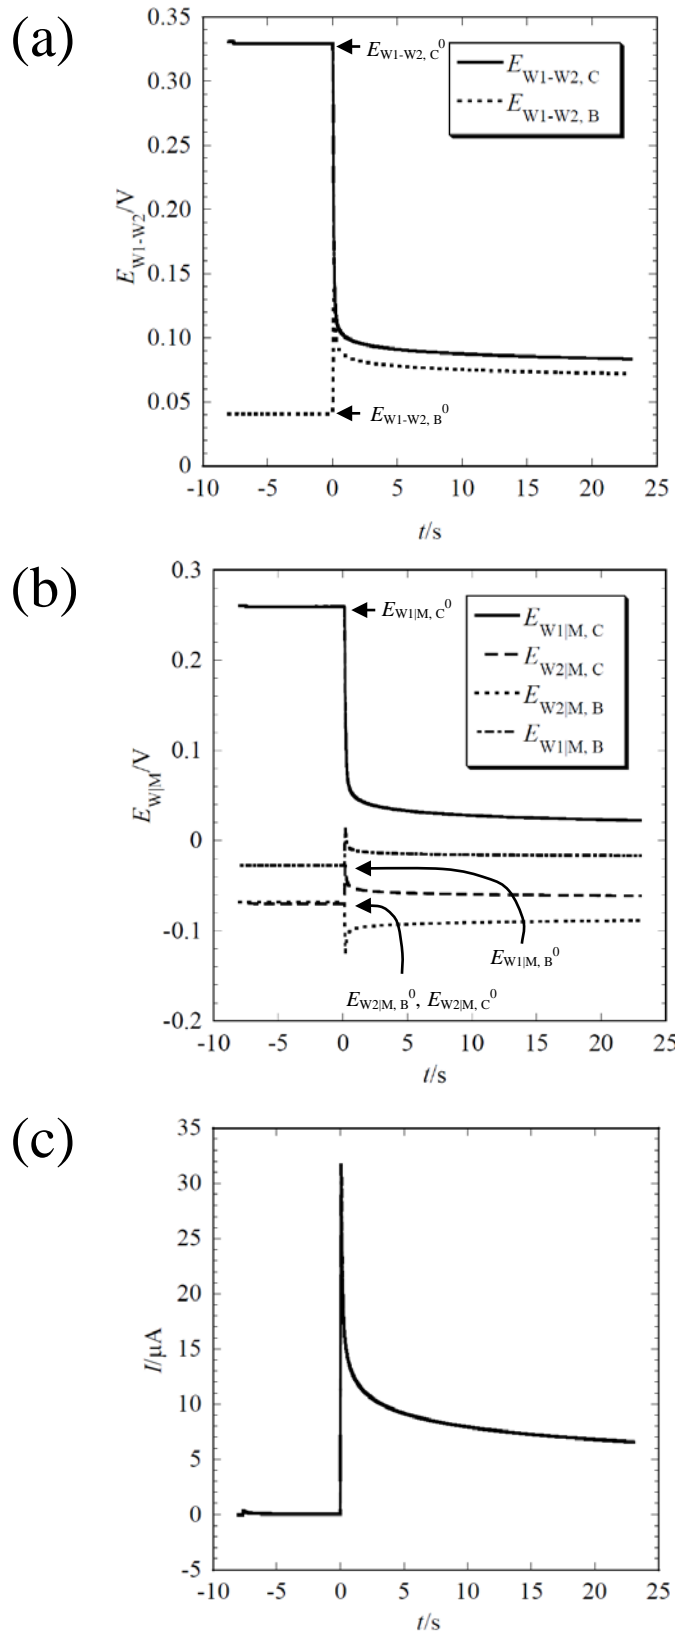 (a)
0.35
0.30
0.25
0.20
0.15
0.10
0.05
0
E_W1-W2/V
E_W1-W2, C^0
E_W1-W2, C
E_W1-W2, B
E_W1-W2, B^0
-10 -5 0 5 10 15 20 25
t/s
(b)
0.3
0.2
0.1
0
-0.1
-0.2
E_W|M/V
E_W1|M, C^0
E_W1|M, C
E_W2|M, C
E_W2|M, B
E_W1|M, B
E_W1|M, B^0
E_W2|M, B^0, E_W2|M, C^0
-10 -5 0 5 10 15 20 25
t/s
(c)
35
30
25
20
15
10
5
0
-5
I/μA
-10 -5 0 5 10 15 20 25
t/s